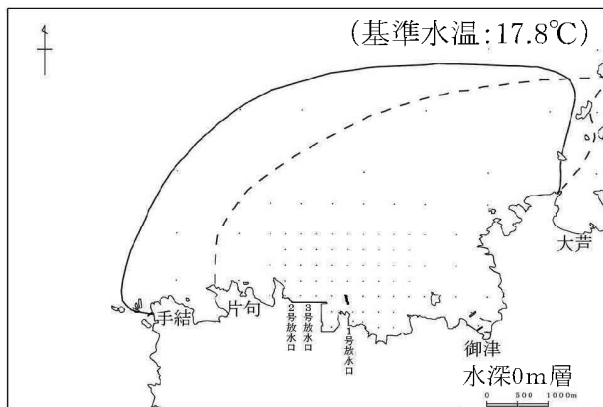 (基準水温:17.8℃)
大芦
手結
片句
2号放水口
3号放水口
1号放水口
御津
水深0m層
0 500 1000m